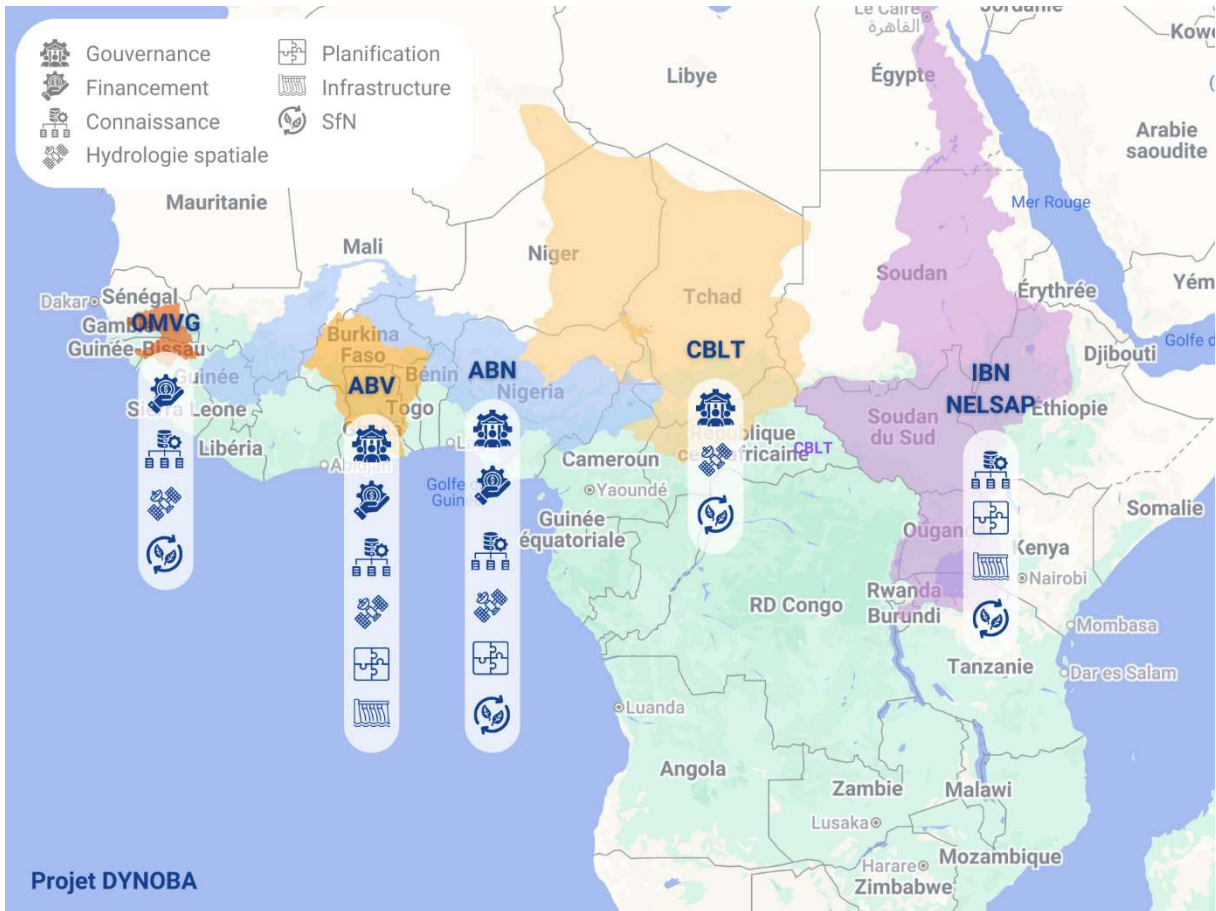 Gouvernance
Financement
Connaissance
Hydrologie spatiale
Planification
Infrastructure
SfN
Le Caire
القاهرة
Jordanie
Kowe
Libye
Égypte
Arabie
saoudite
Mauritanie
Mer Rouge
Mali
Niger
Soudan
Tchad
Yém
Dakar
Sénégal
Érythrée
OMVG
Gambie
Guinée-Bissau
Burkina
Faso
CBLT
Golfe d
Djibouti
ABN
Bénin
ABV
Guinée
Nigeria
IBN
NELSAP
Éthiopie
Sierra Leone
Togo
Soudan
du Sud
Libéria
Abidjan
République
centrafricaine
CBLT
Cameroun
Yaoundé
Golfe de
Guinée
Somalie
Guinée
équatoriale
Ougand
Kenya
Nairobi
RD Congo
Rwanda
Burundi
Mombasa
Tanzanie
Dar es Salam
Luanda
Angola
Zambie
Malawi
Lusaka
Mozambique
Harare
Zimbabwe
Projet DYNOBA